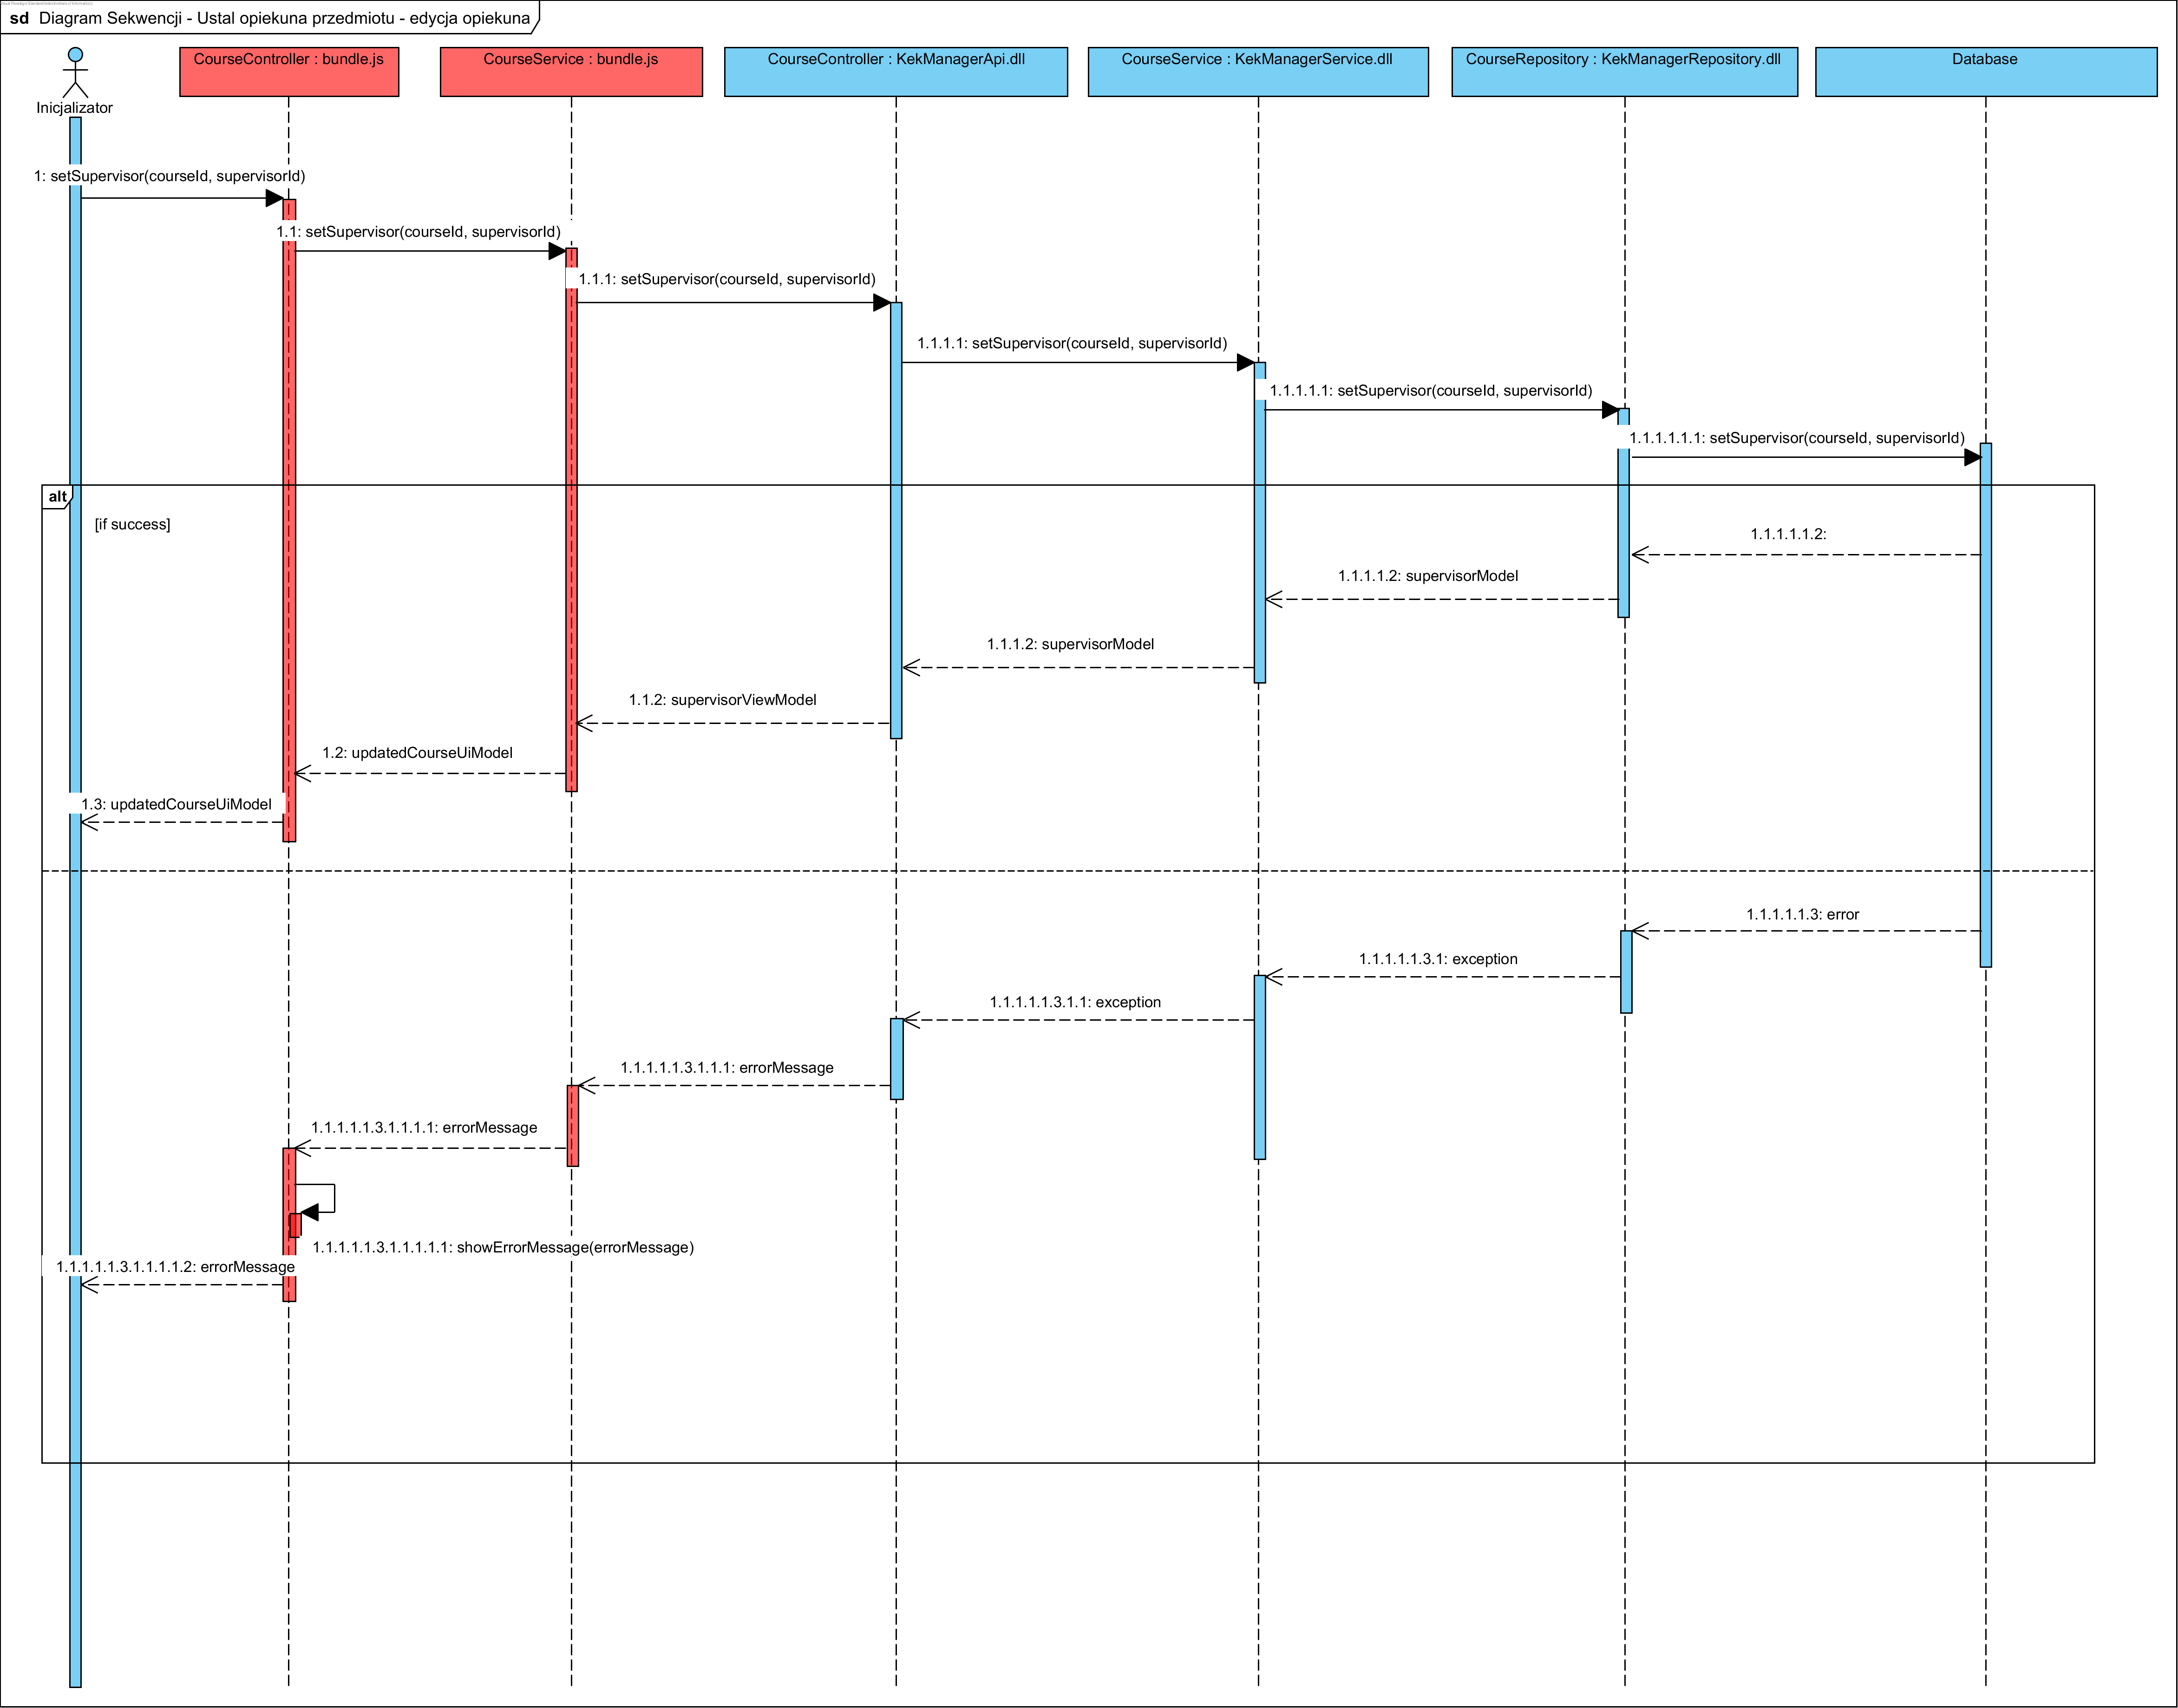 sd Diagram Sekwencji - Ustal opiekuna przedmiotu - edycja opiekuna
Inicjalizator
CourseController : bundle.js
CourseService : bundle.js
CourseController : KekManagerApi.dll
CourseService : KekManagerService.dll
CourseRepository : KekManagerRepository.dll
Database
1: setSupervisor(courseId, supervisorId)
1.1: setSupervisor(courseId, supervisorId)
1.1.1: setSupervisor(courseId, supervisorId)
1.1.1.1: setSupervisor(courseId, supervisorId)
1.1.1.1.1: setSupervisor(courseId, supervisorId)
1.1.1.1.1.1: setSupervisor(courseId, supervisorId)
alt
[if success]
1.1.1.1.1.2:
1.1.1.1.2: supervisorModel
1.1.1.2: supervisorModel
1.1.2: supervisorViewModel
1.2: updatedCourseUiModel
1.3: updatedCourseUiModel
1.1.1.1.1.3: error
1.1.1.1.1.3.1: exception
1.1.1.1.1.3.1.1: exception
1.1.1.1.1.3.1.1.1: errorMessage
1.1.1.1.1.3.1.1.1.1: errorMessage
1.1.1.1.1.3.1.1.1.1.1: showErrorMessage(errorMessage)
1.1.1.1.1.3.1.1.1.1.2: errorMessage